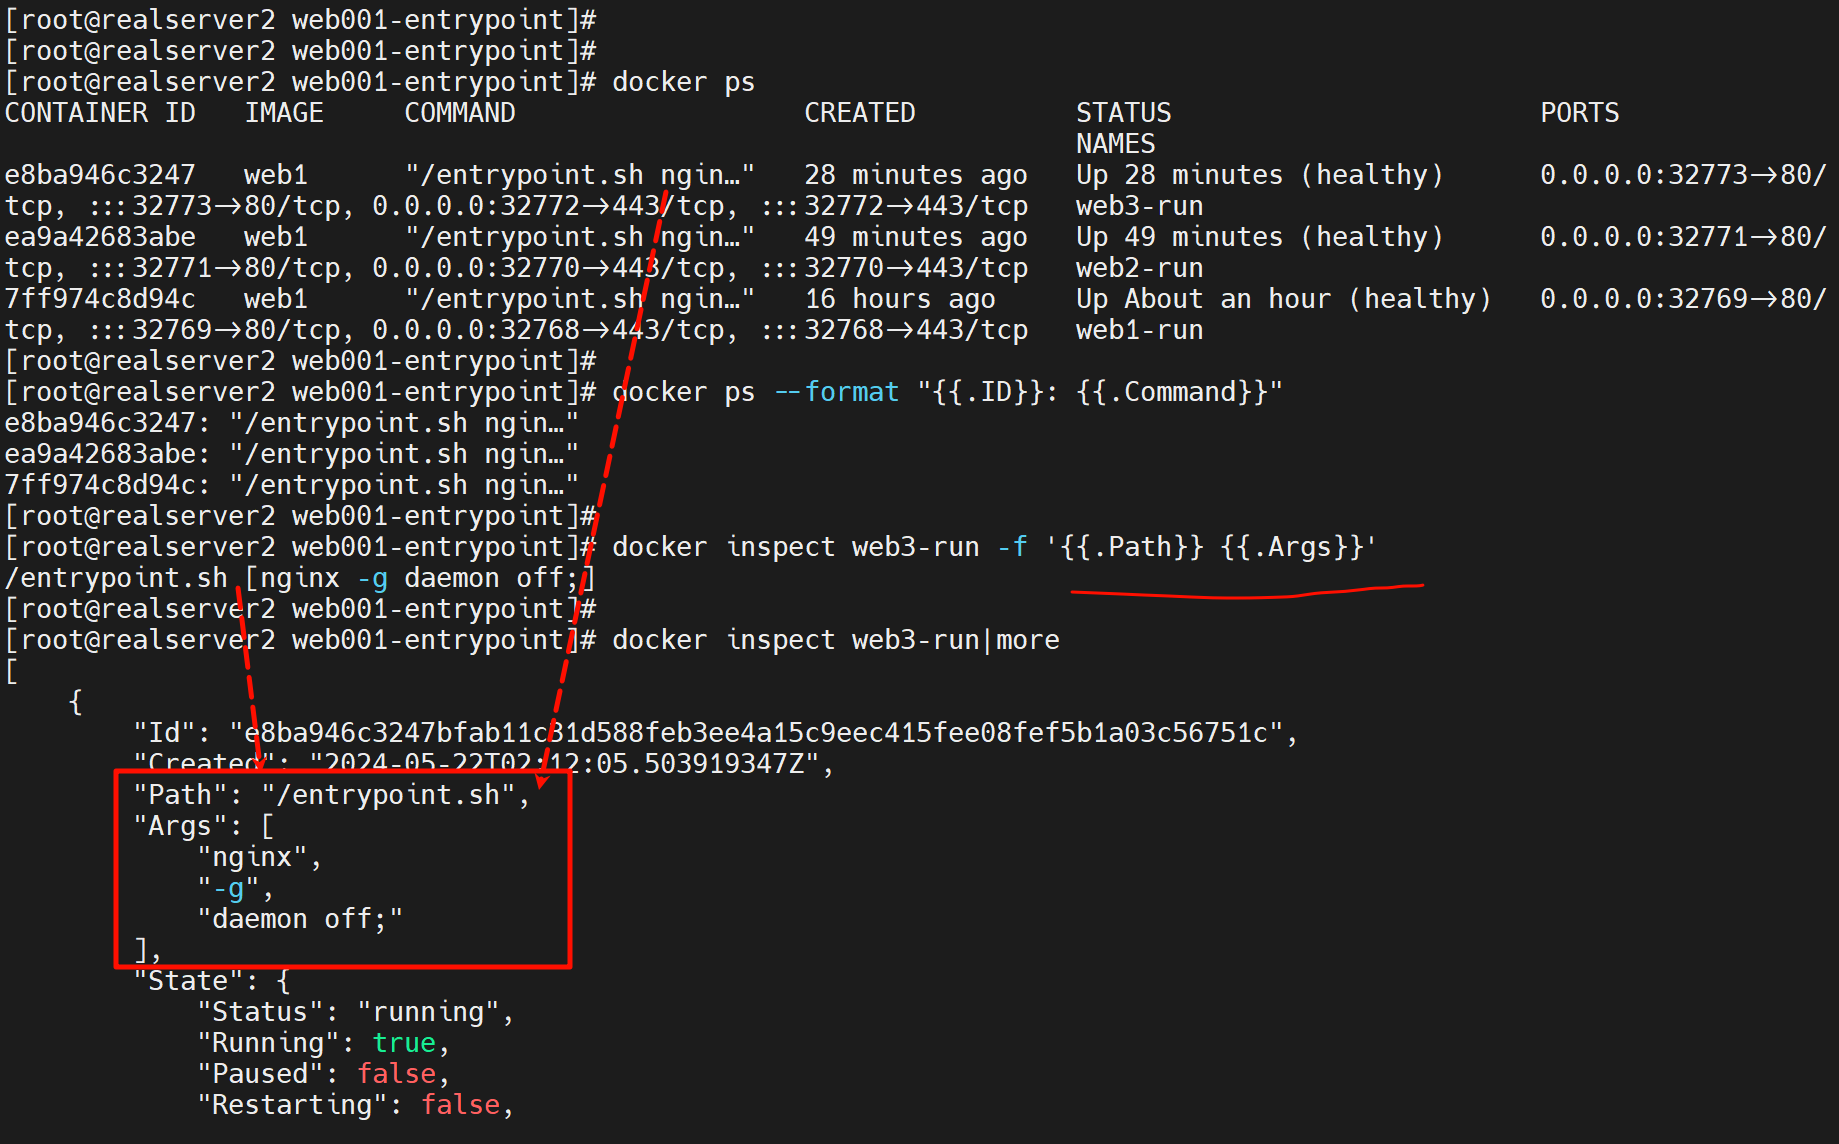 [root@realserver2 web001-entrypoint]#
[root@realserver2 web001-entrypoint]#
[root@realserver2 web001-entrypoint]# docker ps
CONTAINER ID   IMAGE     COMMAND                  CREATED          STATUS                       PORTS
                                                                   NAMES
e8ba946c3247   web1      "/entrypoint.sh ngin…"   28 minutes ago   Up 28 minutes (healthy)      0.0.0.0:32773->80/
tcp, :::32773->80/tcp, 0.0.0.0:32772->443/tcp, :::32772->443/tcp   web3-run
ea9a42683abe   web1      "/entrypoint.sh ngin…"   49 minutes ago   Up 49 minutes (healthy)      0.0.0.0:32771->80/
tcp, :::32771->80/tcp, 0.0.0.0:32770->443/tcp, :::32770->443/tcp   web2-run
7ff974c8d94c   web1      "/entrypoint.sh ngin…"   16 hours ago     Up About an hour (healthy)   0.0.0.0:32769->80/
tcp, :::32769->80/tcp, 0.0.0.0:32768->443/tcp, :::32768->443/tcp   web1-run
[root@realserver2 web001-entrypoint]#
[root@realserver2 web001-entrypoint]# docker ps --format "{{.ID}}: {{.Command}}"
e8ba946c3247: "/entrypoint.sh ngin…"
ea9a42683abe: "/entrypoint.sh ngin…"
7ff974c8d94c: "/entrypoint.sh ngin…"
[root@realserver2 web001-entrypoint]#
[root@realserver2 web001-entrypoint]# docker inspect web3-run -f '{{.Path}} {{.Args}}'
/entrypoint.sh [nginx -g daemon off;]
[root@realserver2 web001-entrypoint]#
[root@realserver2 web001-entrypoint]# docker inspect web3-run|more
[
    {
        "Id": "e8ba946c3247bfab11c31d588feb3ee4a15c9eec415fee08fef5b1a03c56751c",
        "Created": "2024-05-22T02:12:05.503919347Z",
        "Path": "/entrypoint.sh",
        "Args": [
            "nginx",
            "-g",
            "daemon off;"
        ],
        "State": {
            "Status": "running",
            "Running": true,
            "Paused": false,
            "Restarting": false,